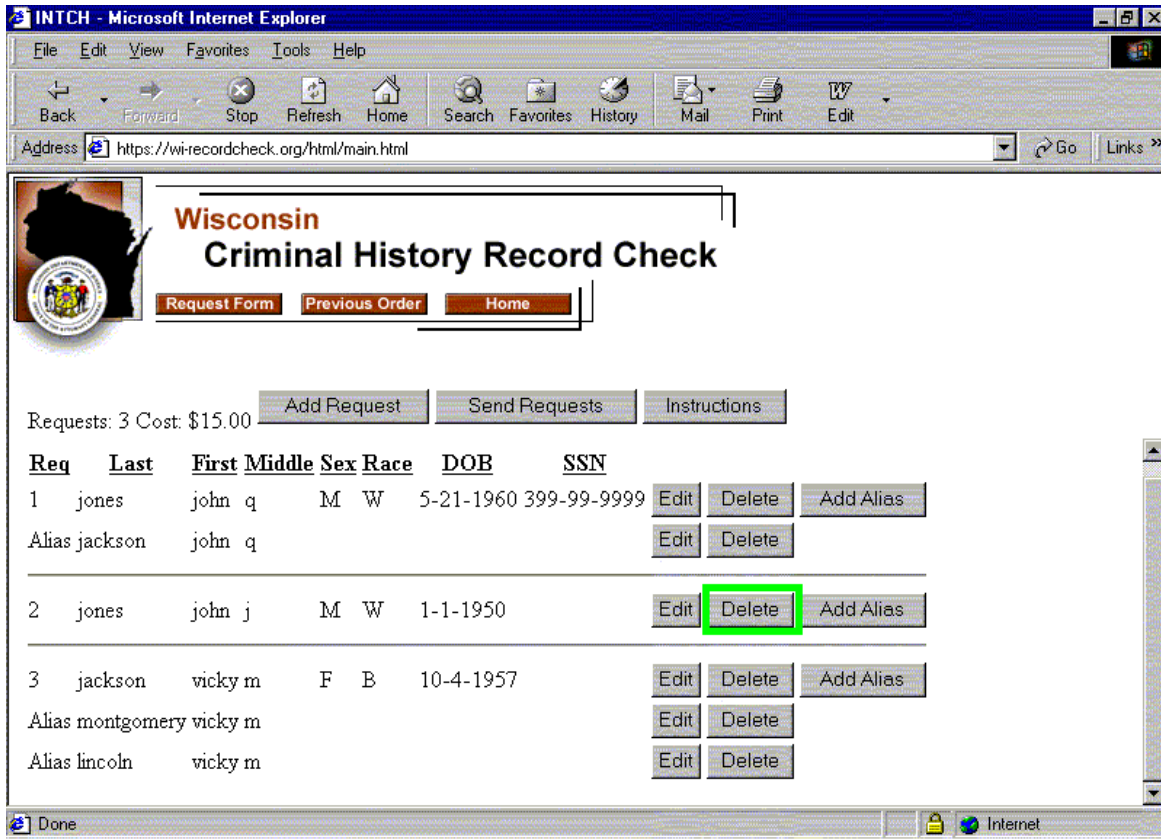 INTCH - Microsoft Internet Explorer
File Edit View Favorites Tools Help
Back Forward Stop Refresh Home Search Favorites History Mail Print Edit
Address https://wi-recordcheck.org/html/main.html Go Links »
Wisconsin
Criminal History Record Check
Request Form Previous Order Home
Requests: 3 Cost: $15.00 Add Request Send Requests Instructions
Req Last First Middle Sex Race DOB SSN
1 jones john q M W 5-21-1960 399-99-9999 Edit Delete Add Alias
Alias jackson john q Edit Delete
2 jones john j M W 1-1-1950 Edit Delete Add Alias
3 jackson vicky m F B 10-4-1957 Edit Delete Add Alias
Alias montgomery vicky m Edit Delete
Alias lincoln vicky m Edit Delete
Done Internet